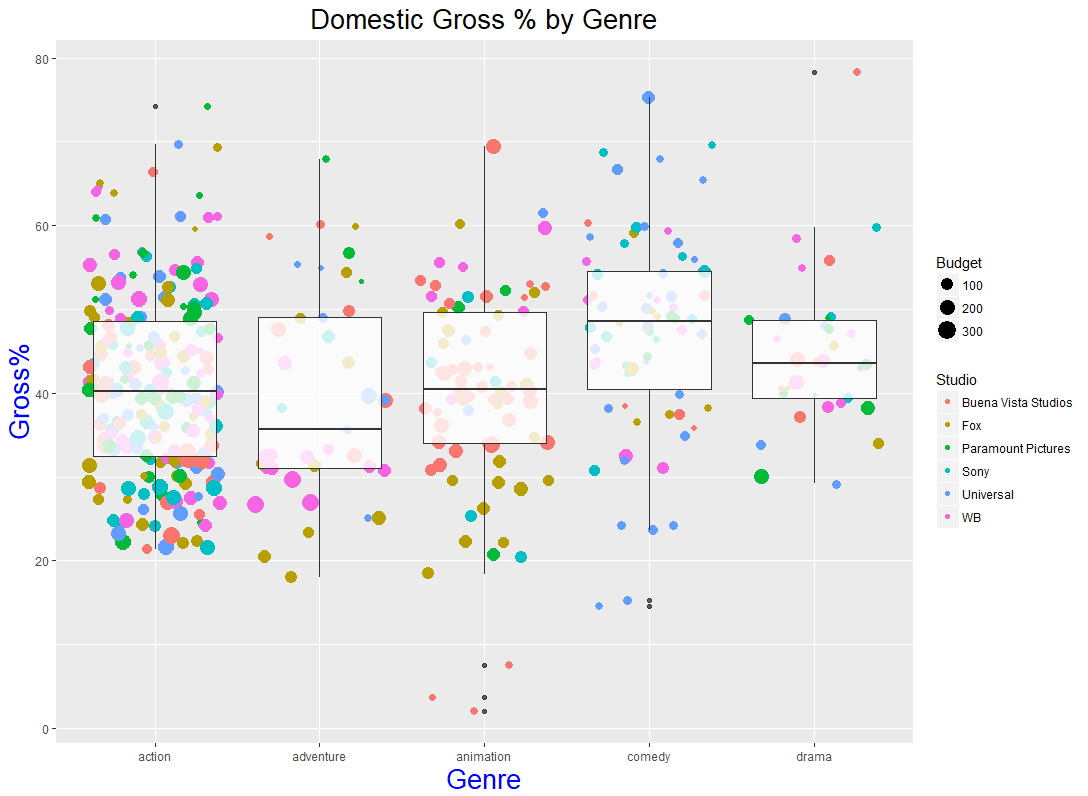 Domestic Gross % by Genre
80
60
40
20
0
Gross%
action
adventure
animation
comedy
drama
Genre
Budget
100
200
300
Studio
Buena Vista Studios
Fox
Paramount Pictures
Sony
Universal
WB